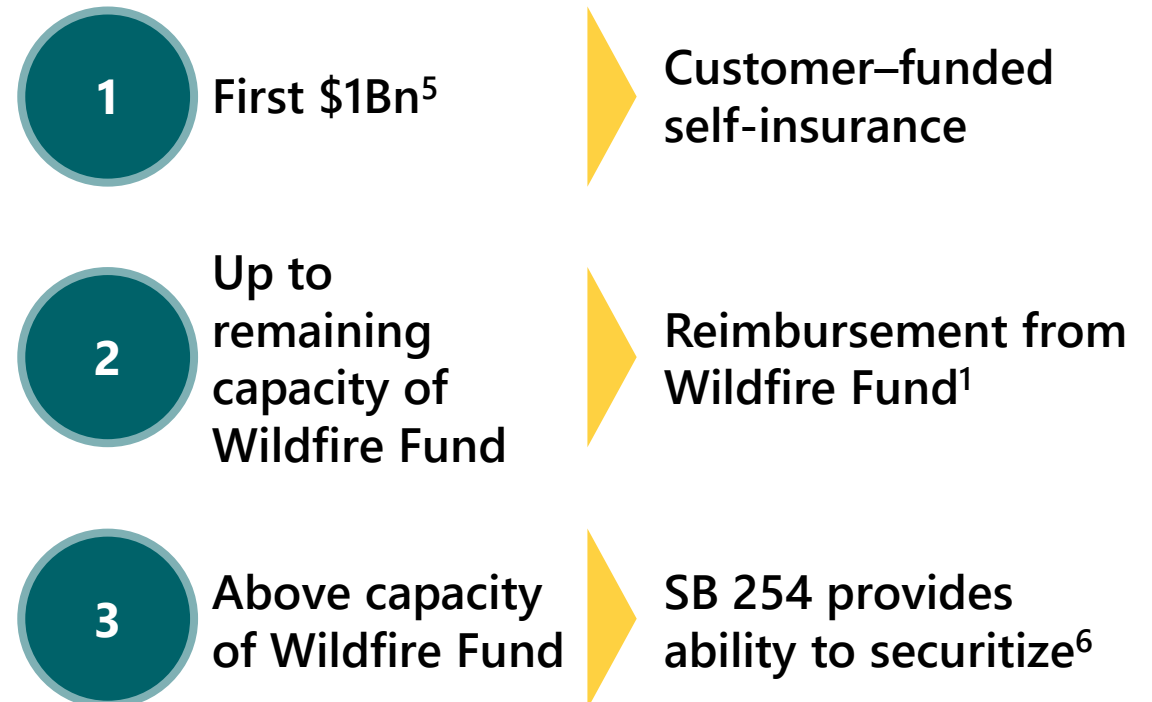 1
First $1Bn⁵
Customer–funded
self-insurance
2
Up to
remaining
capacity of
Wildfire Fund
Reimbursement from
Wildfire Fund¹
3
Above capacity
of Wildfire Fund
SB 254 provides
ability to securitize⁶